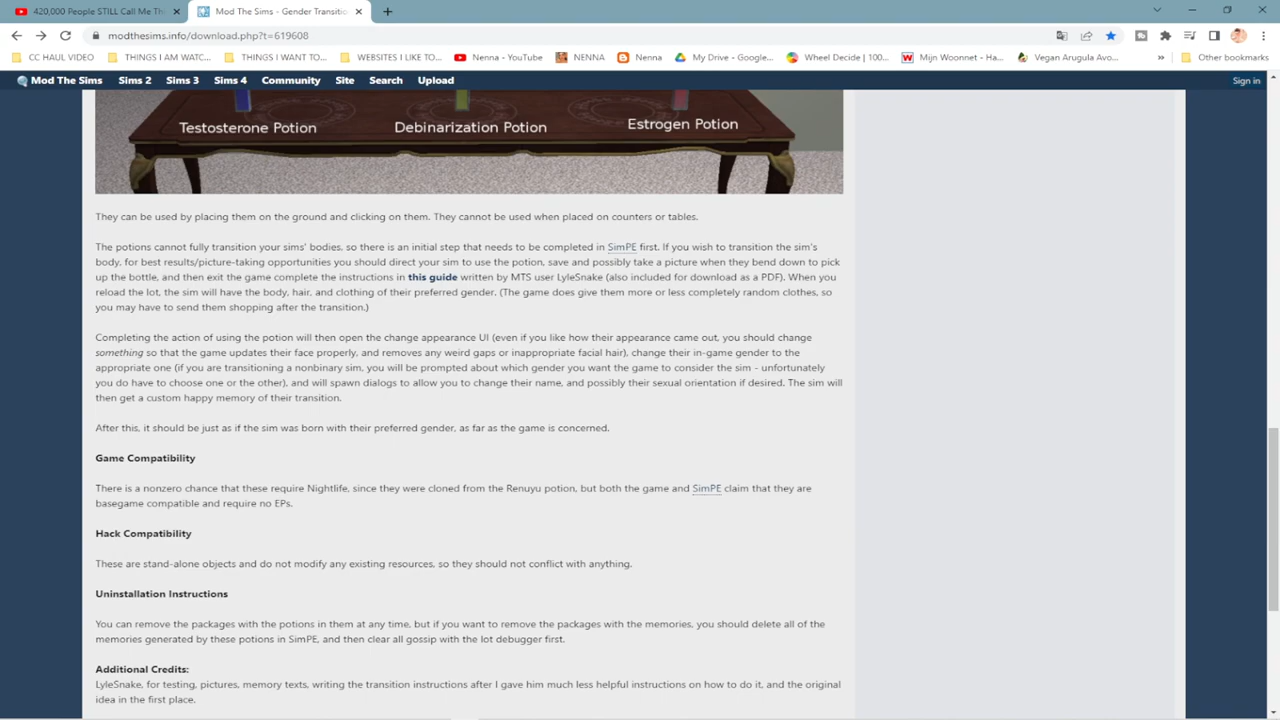 420,000 People STILL Call Me Th
Mod The Sims - Gender Transitio
modthesims.info/download.php?t=619608
CC HAUL VIDEO
THINGS I AM WATC...
THINGS I WANT TO...
WEBSITES I LIKE TO...
Nenna - YouTube
NENNA
Nenna
My Drive - Google...
Wheel Decide | 100...
Mijn Woonnet - Ha...
Vegan Arugula Avo...
»
Other bookmarks
Mod The Sims
Sims 2
Sims 3
Sims 4
Community
Site
Search
Upload
Sign in
Testosterone Potion
Debinarization Potion
Estrogen Potion
They can be used by placing them on the ground and clicking on them. They cannot be used when placed on counters or tables.
The potions cannot fully transition your sims' bodies, so there is an initial step that needs to be completed in SimPE first. If you wish to transition the sim's
body, for best results/picture-taking opportunities you should direct your sim to use the potion, save and possibly take a picture when they bend down to pick
up the bottle, and then exit the game complete the instructions in this guide written by MTS user LyleSnake (also included for download as a PDF). When you
reload the lot, the sim will have the body, hair, and clothing of their preferred gender. (The game does give them more or less completely random clothes, so
you may have to send them shopping after the transition.)
Completing the action of using the potion will then open the change appearance UI (even if you like how their appearance came out, you should change
something so that the game updates their face properly, and removes any weird gaps or inappropriate facial hair), change their in-game gender to the
appropriate one (if you are transitioning a nonbinary sim, you will be prompted about which gender you want the game to consider the sim - unfortunately
you do have to choose one or the other), and will spawn dialogs to allow you to change their name, and possibly their sexual orientation if desired. The sim will
then get a custom happy memory of their transition.
After this, it should be just as if the sim was born with their preferred gender, as far as the game is concerned.
Game Compatibility
There is a nonzero chance that these require Nightlife, since they were cloned from the Renuyu potion, but both the game and SimPE claim that they are
basegame compatible and require no EPs.
Hack Compatibility
These are stand-alone objects and do not modify any existing resources, so they should not conflict with anything.
Uninstallation Instructions
You can remove the packages with the potions in them at any time, but if you want to remove the packages with the memories, you should delete all of the
memories generated by these potions in SimPE, and then clear all gossip with the lot debugger first.
Additional Credits:
LyleSnake, for testing, pictures, memory texts, writing the transition instructions after I gave him much less helpful instructions on how to do it, and the original
idea in the first place.